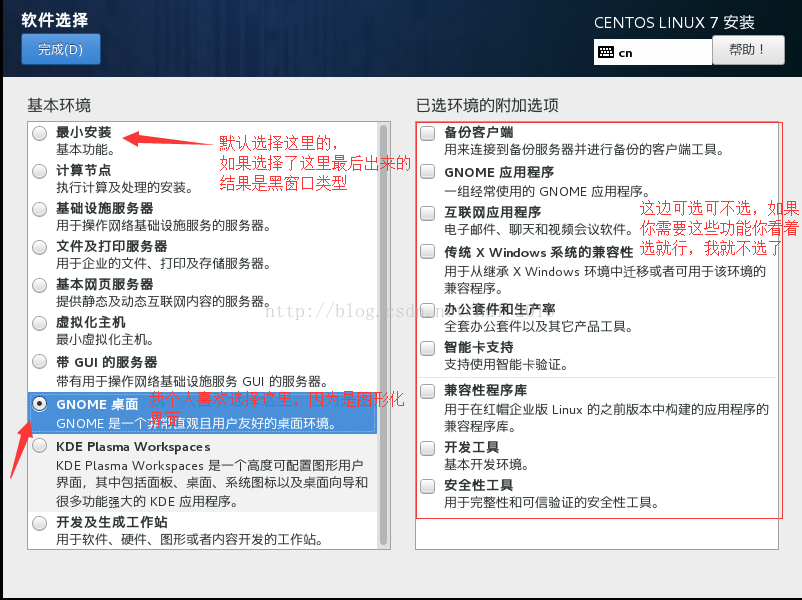 软件选择
完成(D)
CENTOS LINUX 7 安装
cn
帮助！
基本环境
最小安装
基本功能。
计算节点
执行计算及处理的安装。
基础设施服务器
用于操作网络基础设施服务的服务器。
文件及打印服务器
用于企业的文件、打印及存储服务器。
基本网页服务器
提供静态及动态互联网内容的服务器。
虚拟化主机
最小虚拟化主机。
带 GUI 的服务器
带有用于操作网络基础设施服务 GUI 的服务器。
GNOME 桌面
GNOME 是一个非常直观且用户友好的桌面环境。
KDE Plasma Workspaces
KDE Plasma Workspaces 是一个高度可配置图形用户
界面，其中包括面板、桌面、系统图标以及桌面向导和
很多功能强大的 KDE 应用程序。
开发及生成工作站
用于软件、硬件、图形或者内容开发的工作站。
默认选择这里的，
如果选择了这里最后出来的
结果是黑窗口类型
我个人喜欢选择这里，因为是图形化
界面
已选环境的附加选项
备份客户端
用来连接到备份服务器并进行备份的客户端工具。
GNOME 应用程序
一组经常使用的 GNOME 应用程序。
互联网应用程序
电子邮件、聊天和视频会议软件。
传统 X Windows 系统的兼容性
用于从继承 X Windows 环境中迁移或者可用于该环境的
兼容程序。
办公套件和生产率
全套办公套件以及其它产品工具。
智能卡支持
支持使用智能卡验证。
兼容性程序库
用于在红帽企业版 Linux 的之前版本中构建的应用程序的
兼容程序库。
开发工具
基本开发环境。
安全性工具
用于完整性和可信验证的安全性工具。
这边可选可不选，如果
你需要这些功能你看着
选就行，我就不选了
http://blog.csdn.net/